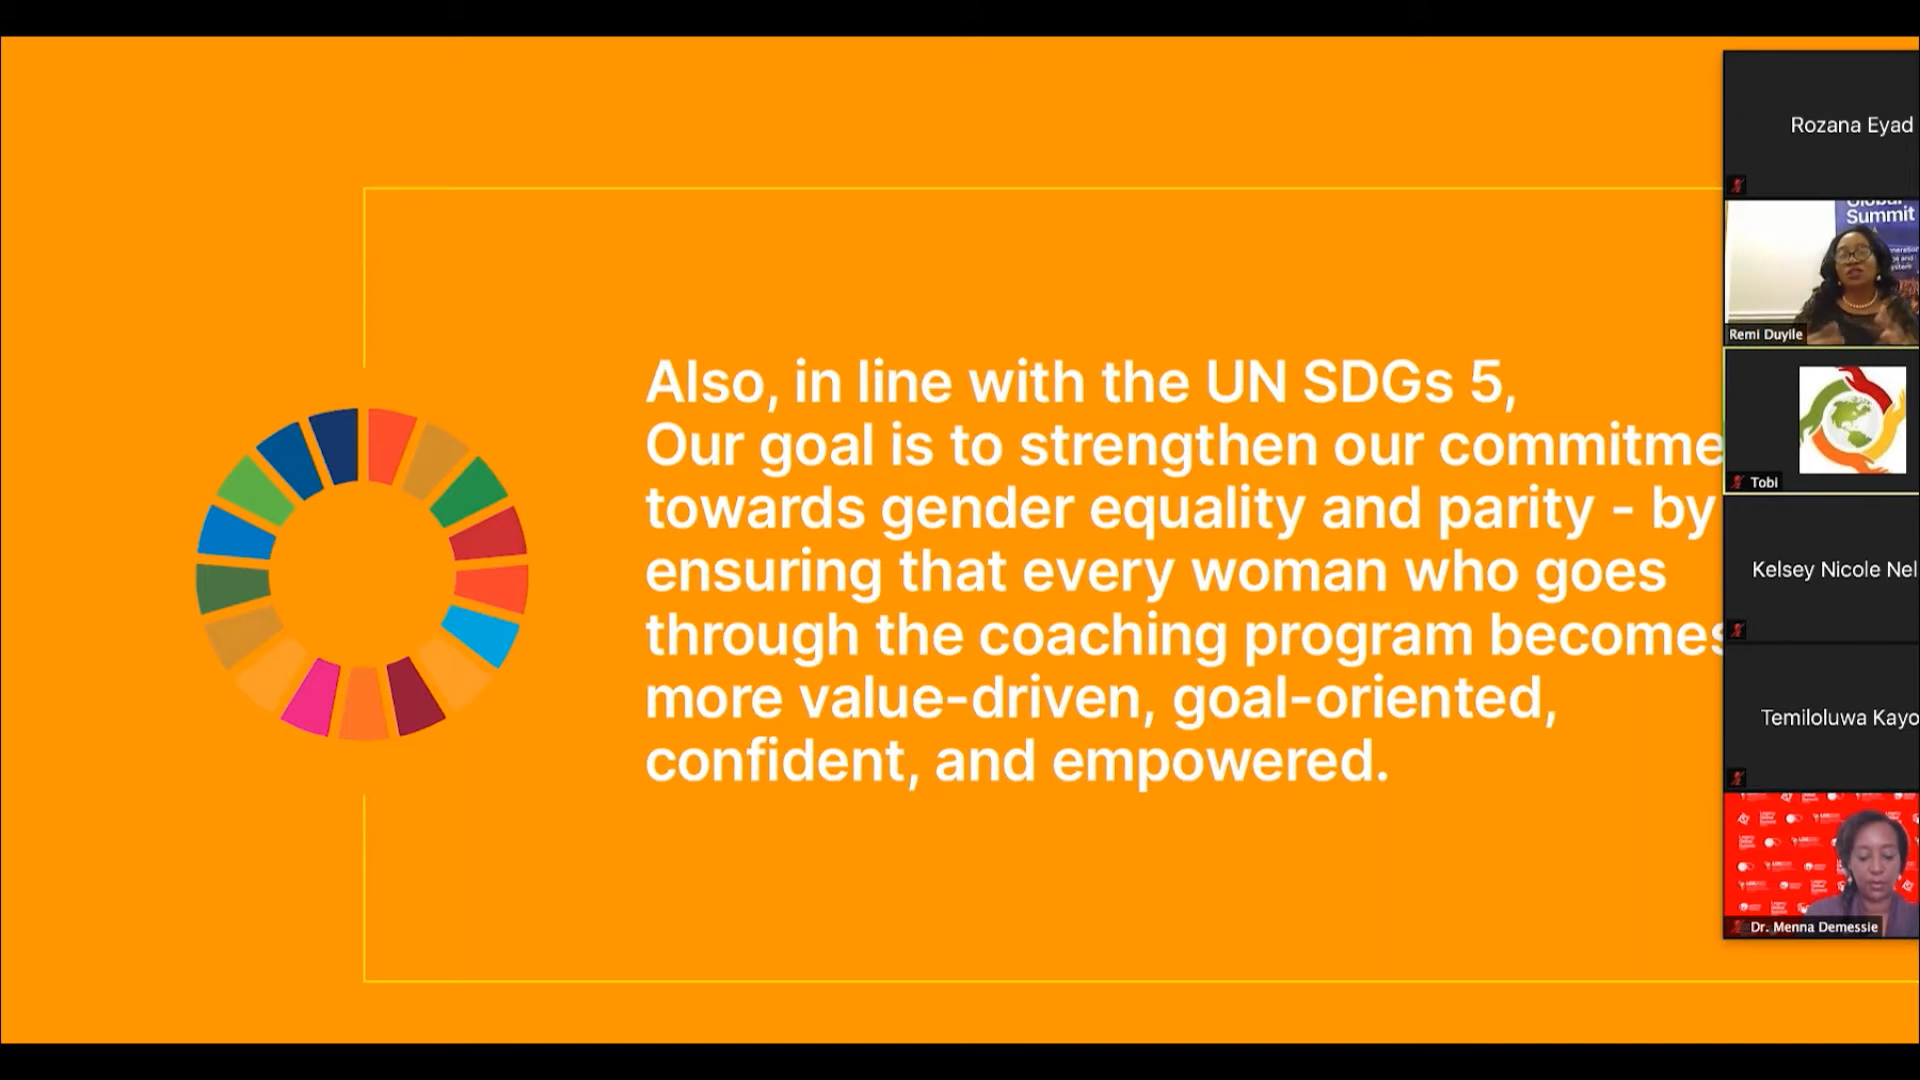 Also, in line with the UN SDGs 5,
Our goal is to strengthen our commitme
towards gender equality and parity - by
ensuring that every woman who goes
through the coaching program becomes
more value-driven, goal-oriented,
confident, and empowered.
Rozana Eyad
Summit
Remi Duyile
Tobi
Kelsey Nicole Nel
Temiloluwa Kayo
Dr. Menna Demessie